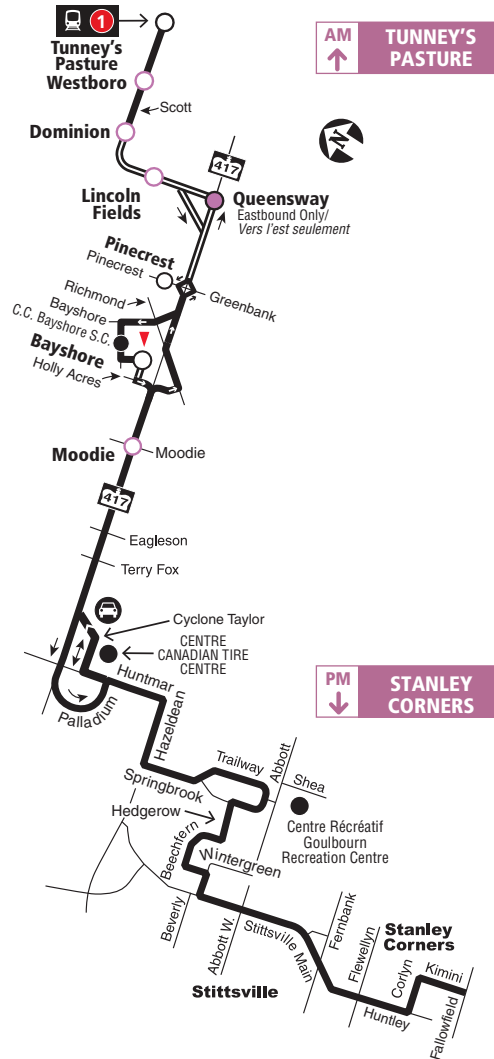 1
Tunney's
Pasture
Westboro
AM
TUNNEY'S
PASTURE
Scott
Dominion
N
417
Lincoln
Fields
Queensway
Eastbound Only/
Vers l'est seulement
Pinecrest
Pinecrest
Greenbank
Richmond
Bayshore
C.C. Bayshore S.C.
Bayshore
Holly Acres
Moodie
Moodie
417
Eagleson
Terry Fox
Cyclone Taylor
CENTRE
CANADIAN TIRE
CENTRE
Huntmar
Palladium
Hazeldean
PM
STANLEY
CORNERS
Trailway
Abbott
Shea
Springbrook
Hedgerow
Centre Récréatif
Goulbourn
Recreation Centre
Beechfern
Wintergreen
Beverly
Abbott W.
Stittsville Main
Fernbank
Stittsville
Flewellyn
Stanley
Corners
Corlyn
Kimini
Huntley
Fallowfield